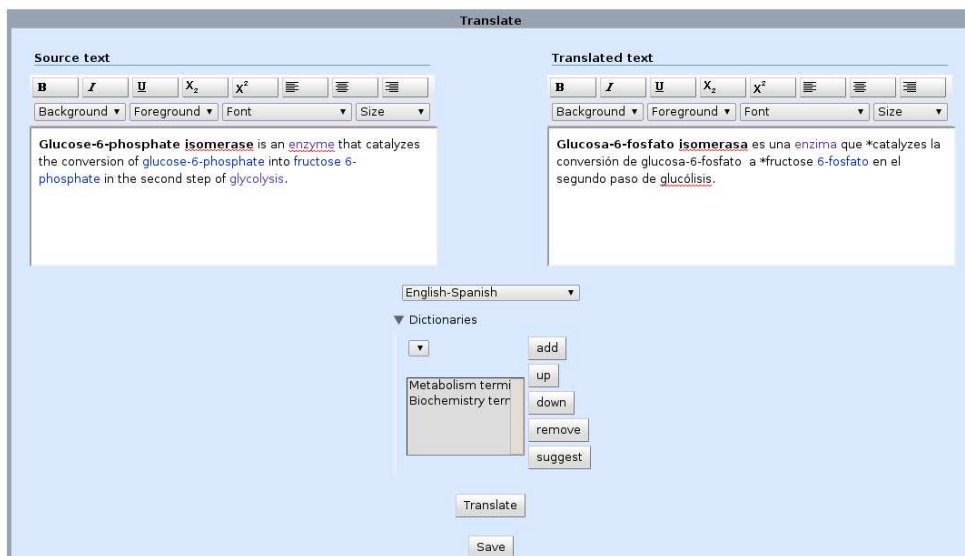 Translate
Source text
B I U X₂ X²
Background Foreground Font Size
Glucose-6-phosphate isomerase is an enzyme that catalyzes
the conversion of glucose-6-phosphate into fructose 6-
phosphate in the second step of glycolysis.
Translated text
B I U X₂ X²
Background Foreground Font Size
Glucosa-6-fosfato isomerasa es una enzima que *catalyzes la
conversión de glucosa-6-fosfato a *fructose 6-fosfato en el
segundo paso de glucólisis.
English-Spanish
Dictionaries
Metabolism termi
Biochemistry tern
add
up
down
remove
suggest
Translate
Save